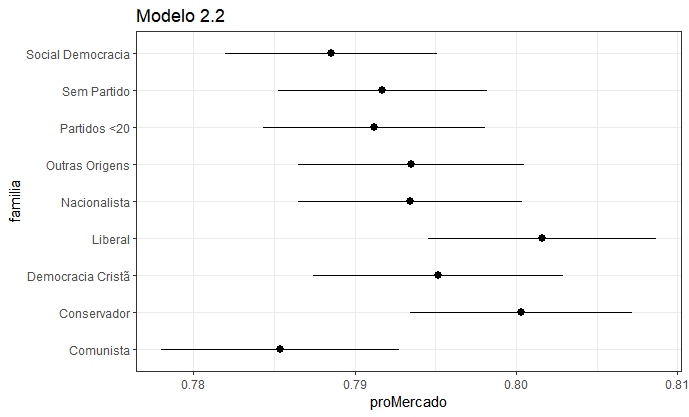 Modelo 2.2
Social Democracia
Sem Partido
Partidos <20
Outras Origens
Nacionalista
Liberal
Democracia Cristã
Conservador
Comunista
familia
0.78 0.79 0.80 0.81
proMercado